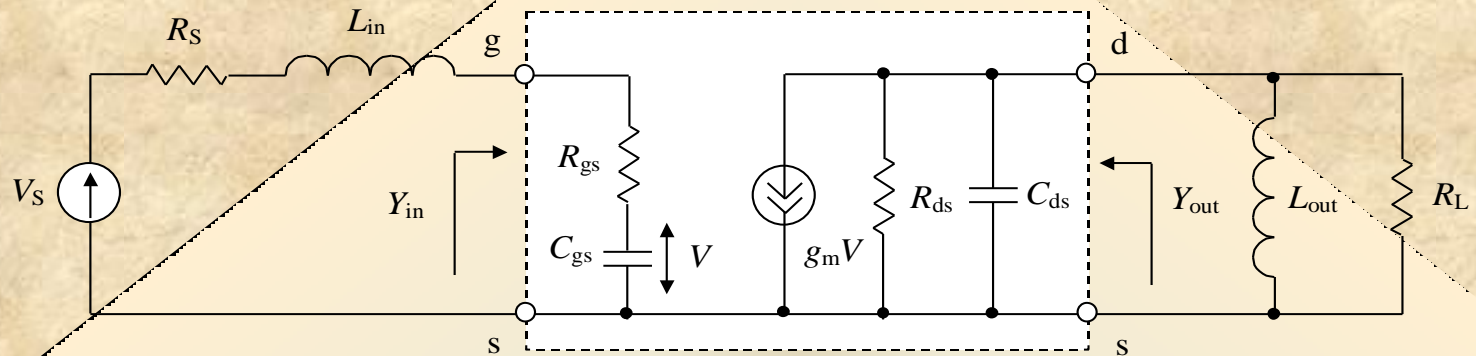 R_S
L_in
g
d
R_gs
V_S
Y_in
R_ds
C_ds
Y_out
L_out
R_L
C_gs
V
g_mV
s
s